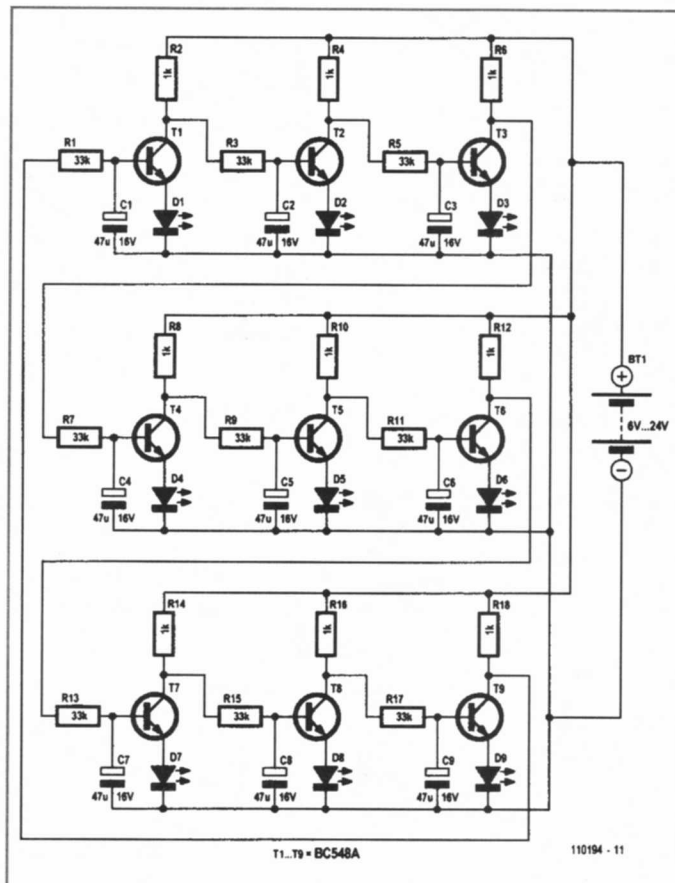 R2 R4 R6
1k 1k 1k
T1 T2 T3
R1 R3 R5
33k 33k 33k
C1 D1 C2 D2 C3 D3
47u 16V 47u 16V 47u 16V
R8 R10 R12
1k 1k 1k
BT1
T4 T5 T6
R7 R9 R11
33k 33k 33k
6V...24V
C4 D4 C5 D5 C6 D6
47u 16V 47u 16V 47u 16V
R14 R16 R18
1k 1k 1k
T7 T8 T9
R13 R15 R17
33k 33k 33k
C7 D7 C8 D8 C9 D9
47u 16V 47u 16V 47u 16V
T1...T9 = BC548A
110194 - 11